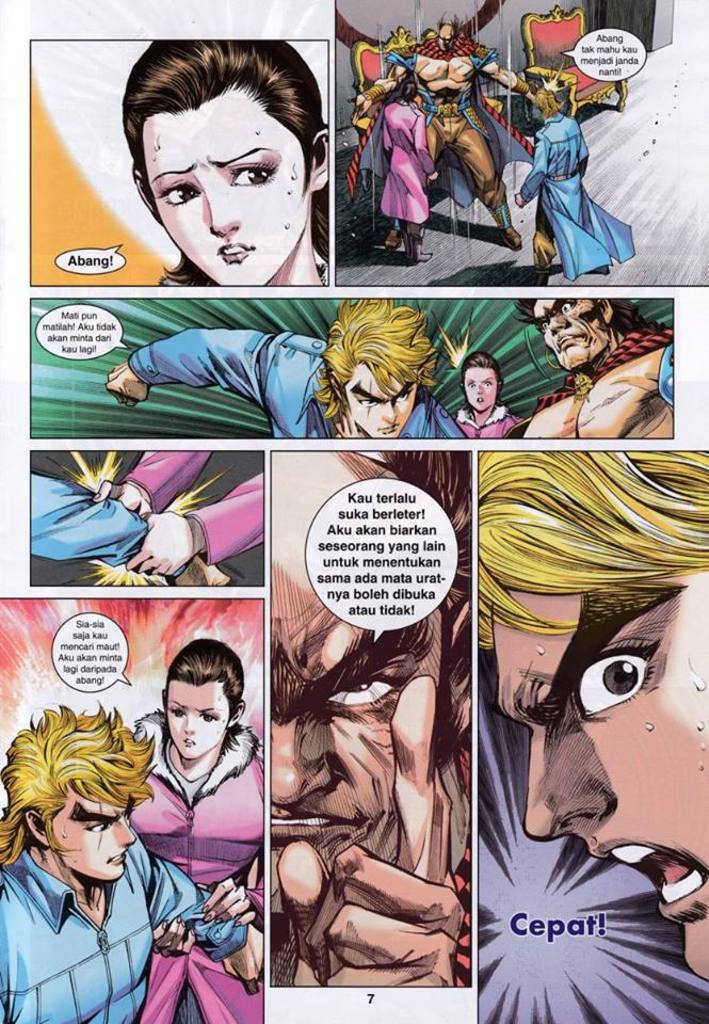 Abang!
Abang
tak mahu kau
menjadi janda
nanti!
Mati pun
matilah! Aku tidak
akan minta dari
kau lagi!
Kau terlalu
suka berleter!
Aku akan biarkan
seseorang yang lain
untuk menentukan
sama ada mata urat-
nya boleh dibuka
atau tidak!
Sia-sia
saja kau
mencari maut!
Aku akan minta
lagi daripada
abang!
Cepat!
7